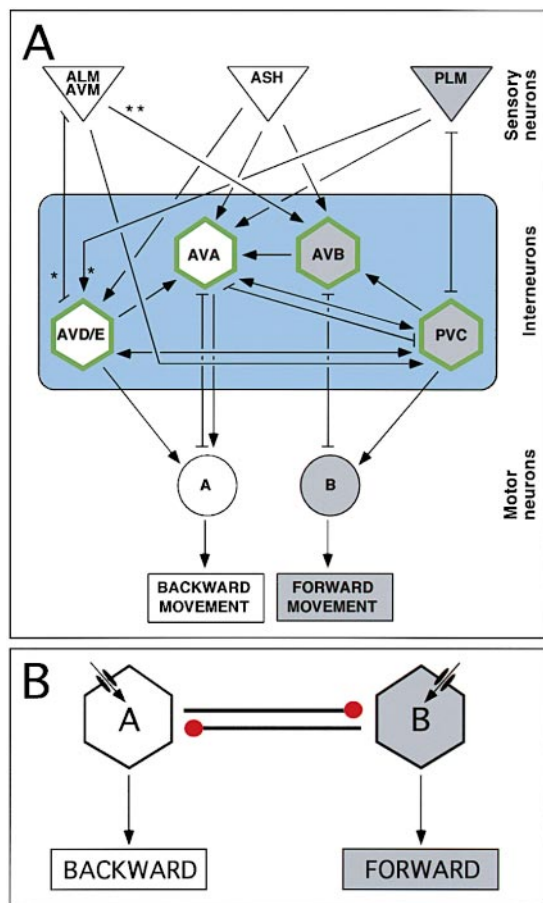 A
ALM
AVM
ASH
PLM
Sensory
neurons
**
AVA
AVB
*
*
AVD/E
PVC
Interneurons
A
B
Motor
neurons
BACKWARD
MOVEMENT
FORWARD
MOVEMENT
B
A
B
BACKWARD
FORWARD